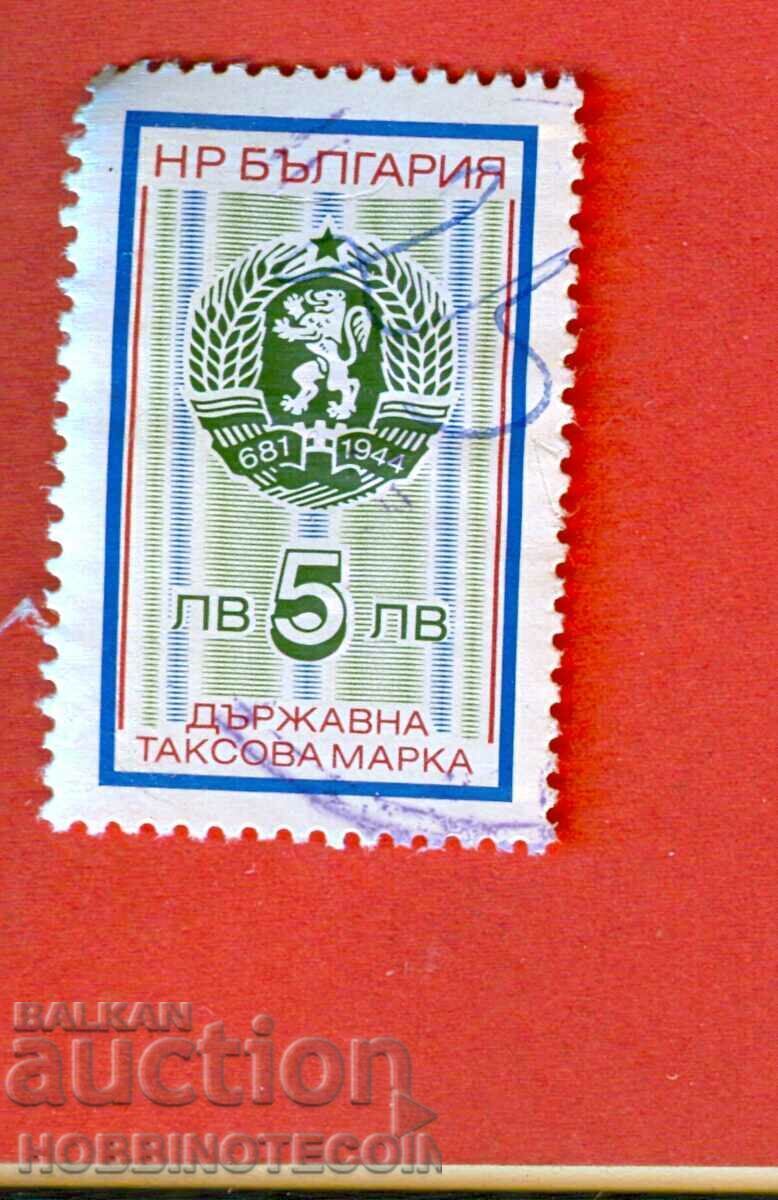 НР БЪЛГАРИЯ
681 1944
ЛВ 5 ЛВ
ДЪРЖАВНА
ТАКСОВА МАРКА
BALKAN
auction
HOBBINOTECOIN